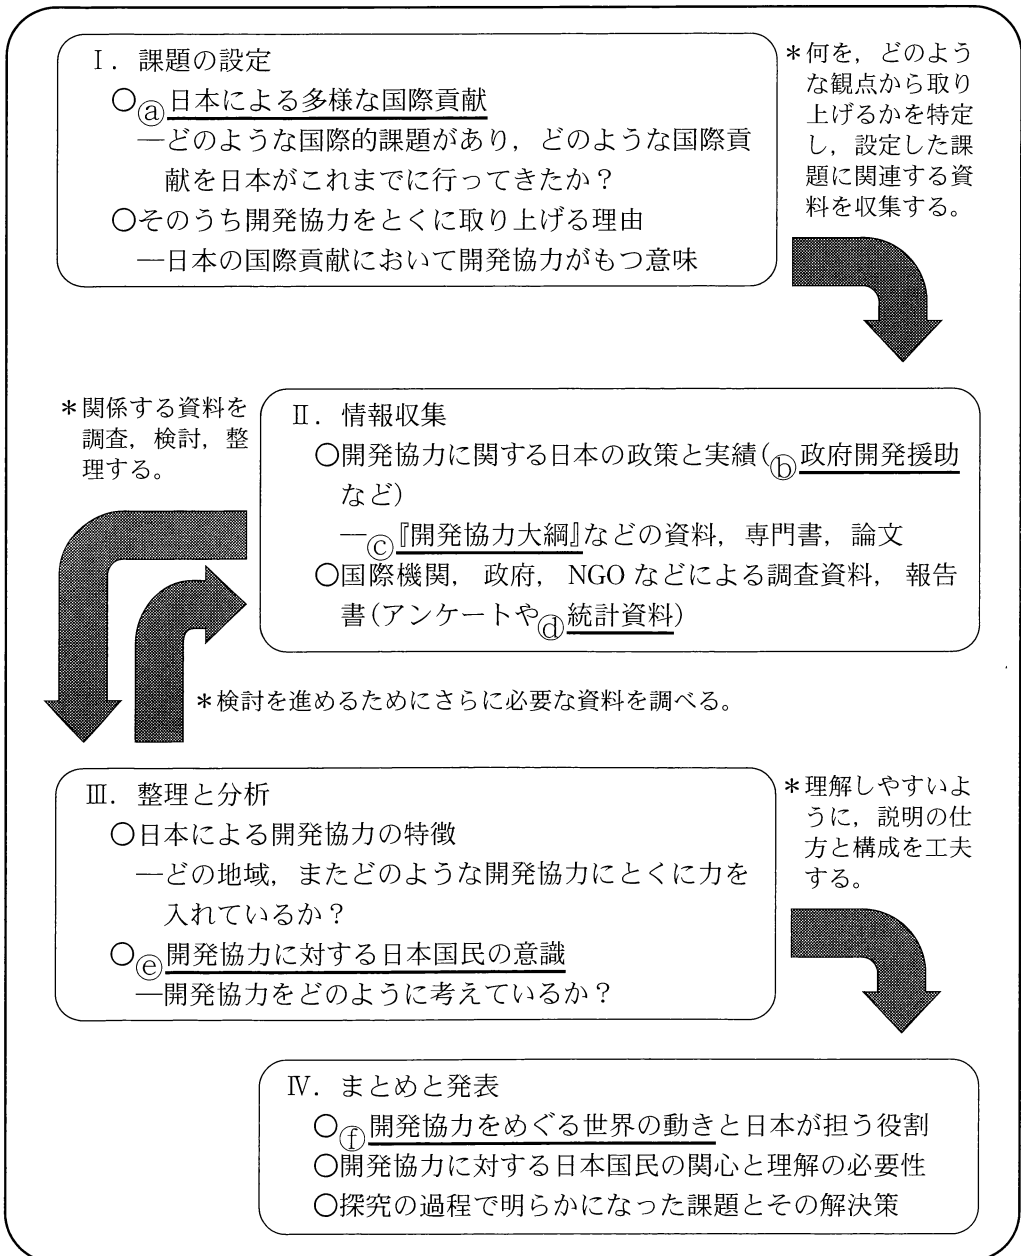 Ⅰ．課題の設定
○ⓐ日本による多様な国際貢献
―どのような国際的課題があり，どのような国際貢
献を日本がこれまでに行ってきたか？
○そのうち開発協力をとくに取り上げる理由
―日本の国際貢献において開発協力がもつ意味
＊何を，どのよう
な観点から取り
上げるかを特定
し，設定した課
題に関連する資
料を収集する。
＊関係する資料を
調査，検討，整
理する。
Ⅱ．情報収集
○開発協力に関する日本の政策と実績(ⓑ政府開発援助
など)
―ⓒ『開発協力大綱』などの資料，専門書，論文
○国際機関，政府，NGOなどによる調査資料，報告
書(アンケートやⓓ統計資料)
＊検討を進めるためにさらに必要な資料を調べる。
Ⅲ．整理と分析
○日本による開発協力の特徴
―どの地域，またどのような開発協力にとくに力を
入れているか？
○ⓔ開発協力に対する日本国民の意識
―開発協力をどのように考えているか？
＊理解しやすいよ
うに，説明の仕
方と構成を工夫
する。
Ⅳ．まとめと発表
○ⓕ開発協力をめぐる世界の動きと日本が担う役割
○開発協力に対する日本国民の関心と理解の必要性
○探究の過程で明らかになった課題とその解決策